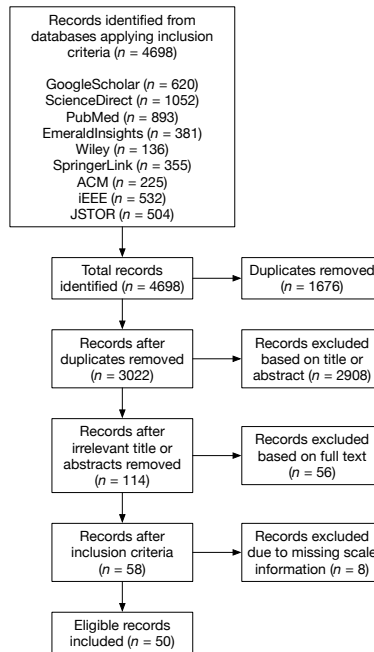 Records identified from
databases applying inclusion
criteria (n = 4698)
GoogleScholar (n = 620)
ScienceDirect (n = 1052)
PubMed (n = 893)
EmeraldInsights (n = 381)
Wiley (n = 136)
SpringerLink (n = 355)
ACM (n = 225)
iEEE (n = 532)
JSTOR (n = 504)
Total records
identified (n = 4698)
Duplicates removed
(n = 1676)
Records after
duplicates removed
(n = 3022)
Records excluded
based on title or
abstract (n = 2908)
Records after
irrelevant title or
abstracts removed
(n = 114)
Records excluded
based on full text
(n = 56)
Records after
inclusion criteria
(n = 58)
Records excluded
due to missing scale
information (n = 8)
Eligible records
included (n = 50)